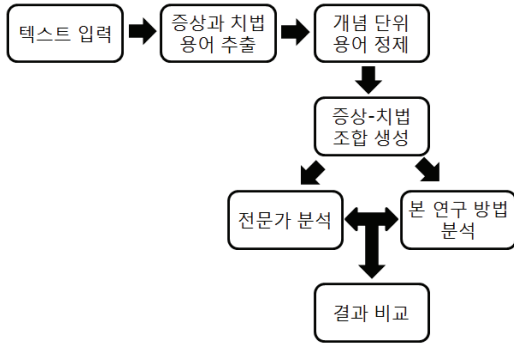 텍스트 입력
증상과 치법
용어 추출
개념 단위
용어 정제
증상-치법
조합 생성
전문가 분석
본 연구 방법
분석
결과 비교